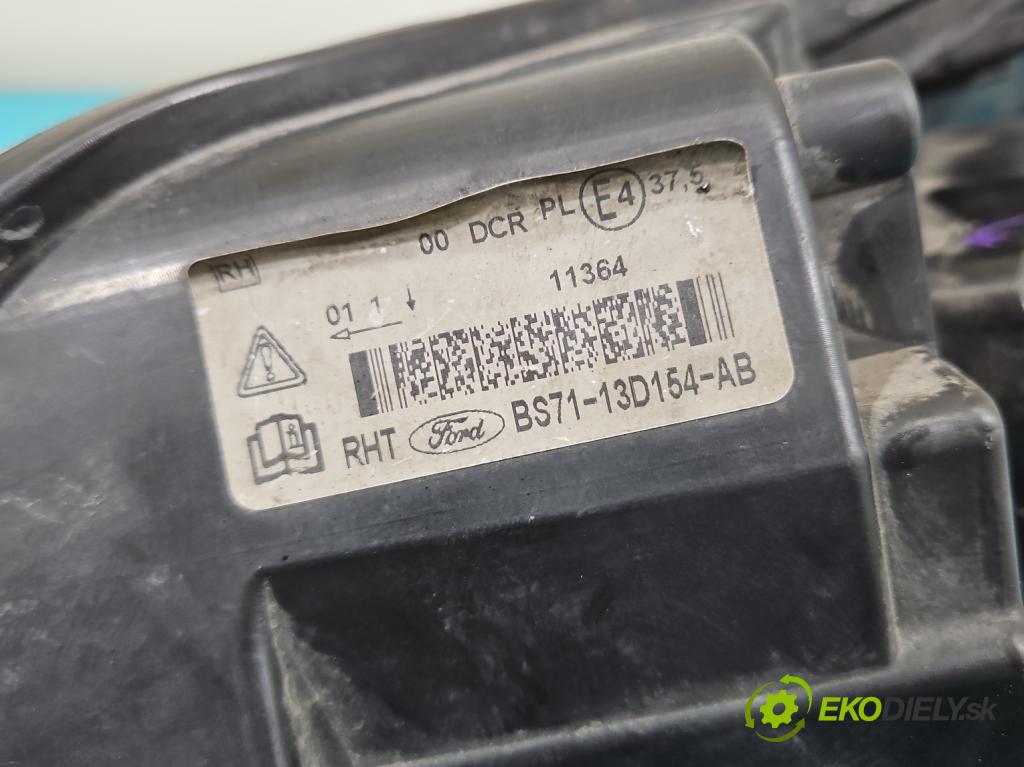 RH 00 DCR PL E4 37,5
01 1 11364
RHT Ford BS71-13D154-AB
EKODIELY.sk